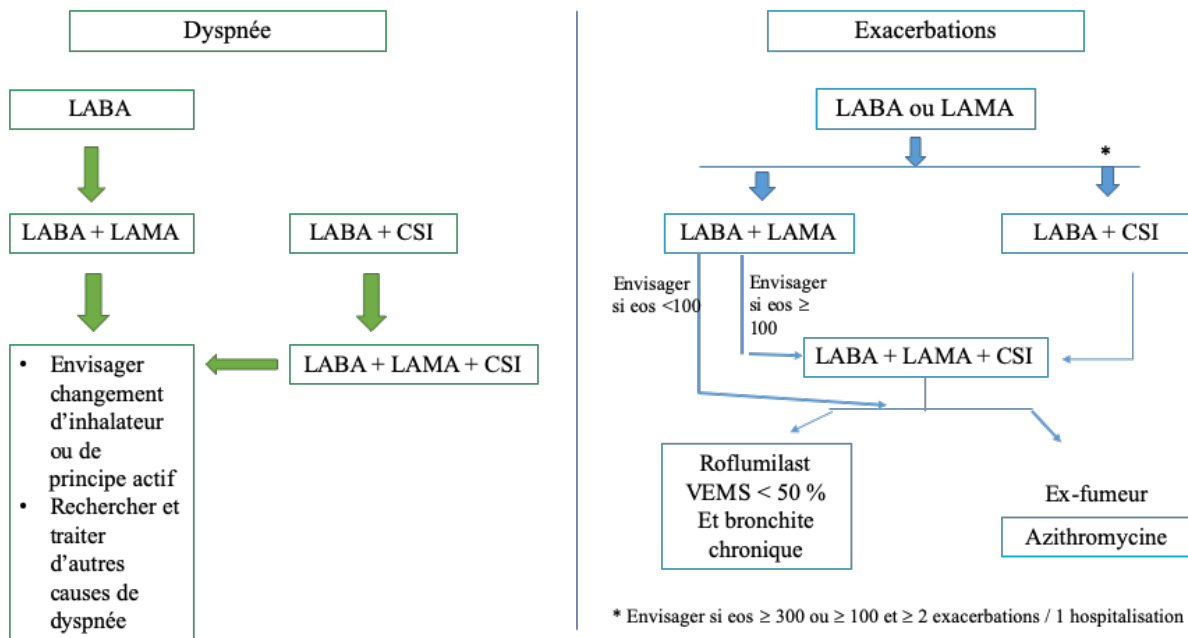 Dyspnée
LABA
LABA + LAMA
LABA + CSI
• Envisager
changement
d’inhalateur
ou de
principe actif
• Rechercher et
traiter
d’autres
causes de
dyspnée
LABA + LAMA + CSI
Exacerbations
LABA ou LAMA
*
LABA + LAMA
LABA + CSI
Envisager
si eos <100
Envisager
si eos ≥
100
LABA + LAMA + CSI
Roflumilast
VEMS < 50 %
Et bronchite
chronique
Ex-fumeur
Azithromycine
* Envisager si eos ≥ 300 ou ≥ 100 et ≥ 2 exacerbations / 1 hospitalisation